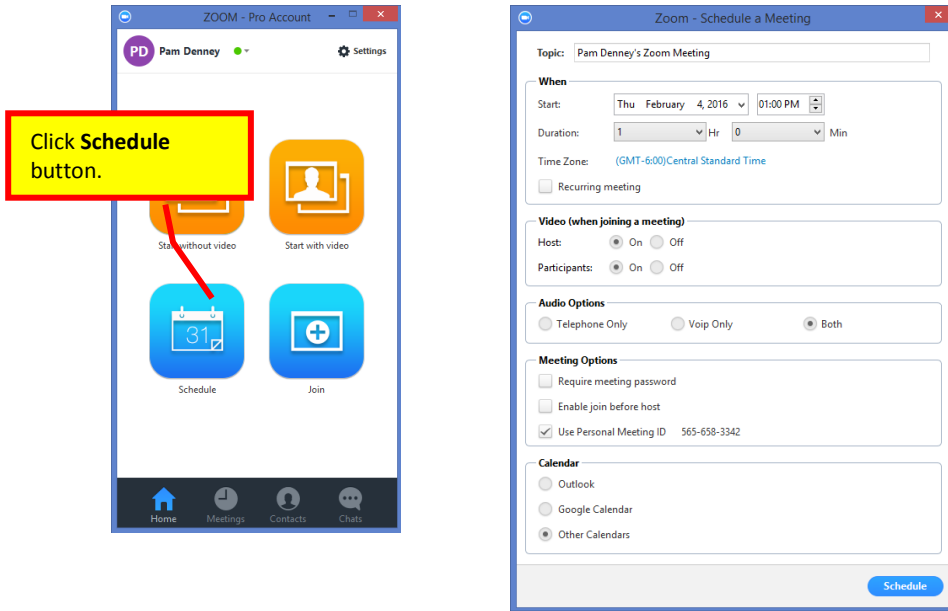 ZOOM - Pro Account
PD Pam Denney Settings
Click Schedule
button.
Start without video Start with video
31
Schedule Join
Home Meetings Contacts Chats
Zoom - Schedule a Meeting
Topic: Pam Denney's Zoom Meeting
When
Start: Thu February 4, 2016 01:00 PM
Duration: 1 Hr 0 Min
Time Zone: (GMT-6:00)Central Standard Time
Recurring meeting
Video (when joining a meeting)
Host: On Off
Participants: On Off
Audio Options
Telephone Only Voip Only Both
Meeting Options
Require meeting password
Enable join before host
Use Personal Meeting ID 565-658-3342
Calendar
Outlook
Google Calendar
Other Calendars
Schedule